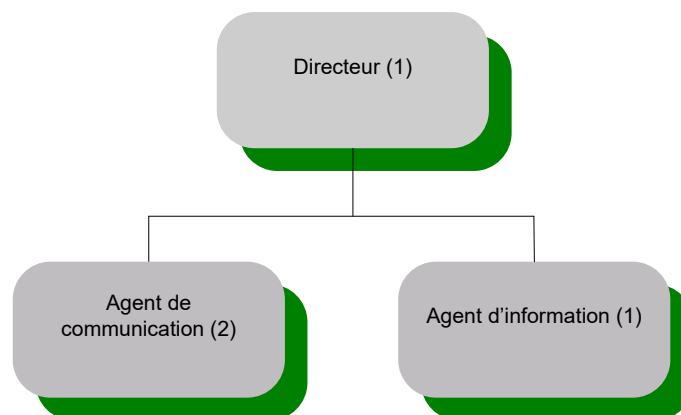 Directeur (1)
Agent de
communication (2)
Agent d’information (1)